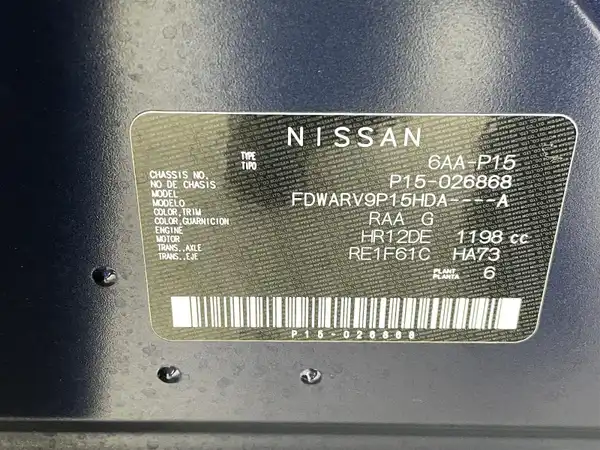 NISSAN
TYPE
TIPO 6AA-P15
CHASSIS NO.
NO DE CHASIS P15-026868
MODEL
MODELO FDWARV9P15HDA----A
COLOR,TRIM
COLOR,GUARNICION RAA G
ENGINE
MOTOR HR12DE 1198 cc
TRANS.,AXLE
TRANS.,EJE RE1F61C HA73
PLANT
PLANTA 6
P15-026868